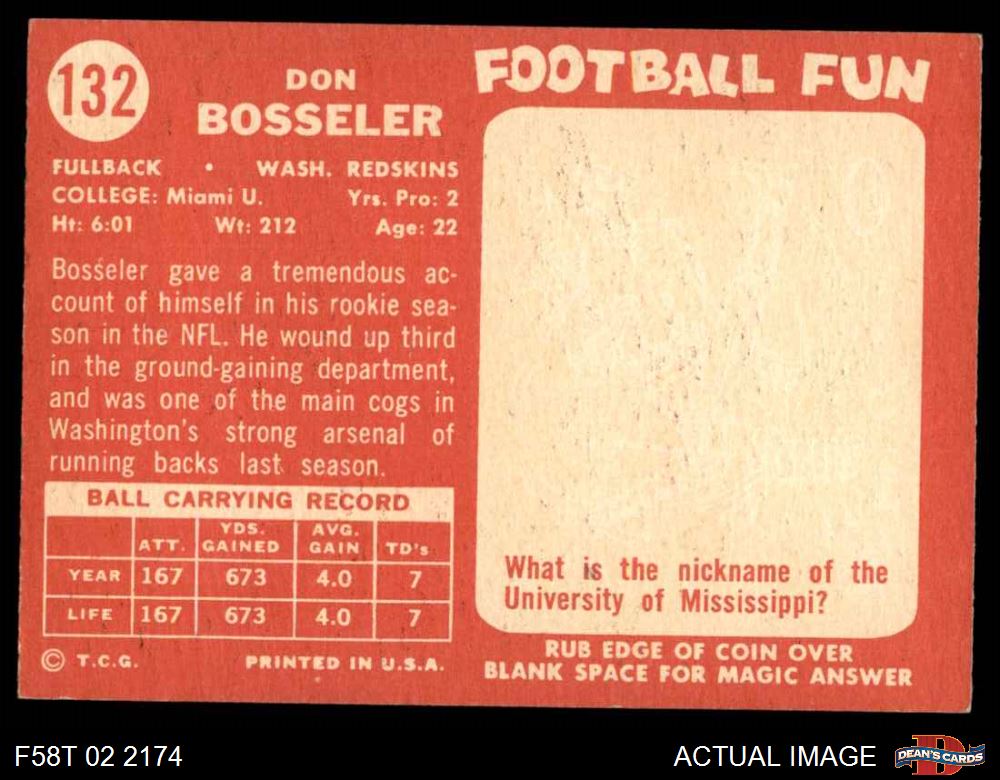 132
DON
BOSSELER
FULLBACK • WASH. REDSKINS
COLLEGE: Miami U. Yrs. Pro: 2
Ht: 6:01 Wt: 212 Age: 22
Bosseler gave a tremendous ac-
count of himself in his rookie sea-
son in the NFL. He wound up third
in the ground-gaining department,
and was one of the main cogs in
Washington's strong arsenal of
running backs last season.
BALL CARRYING RECORD
ATT. YDS. GAINED AVG. GAIN TD's
YEAR 167 673 4.0 7
LIFE 167 673 4.0 7
© T.C.G. PRINTED IN U.S.A.
FOOTBALL FUN
What is the nickname of the
University of Mississippi?
RUB EDGE OF COIN OVER
BLANK SPACE FOR MAGIC ANSWER
F58T 02 2174
ACTUAL IMAGE
D
DEAN'S CARDS